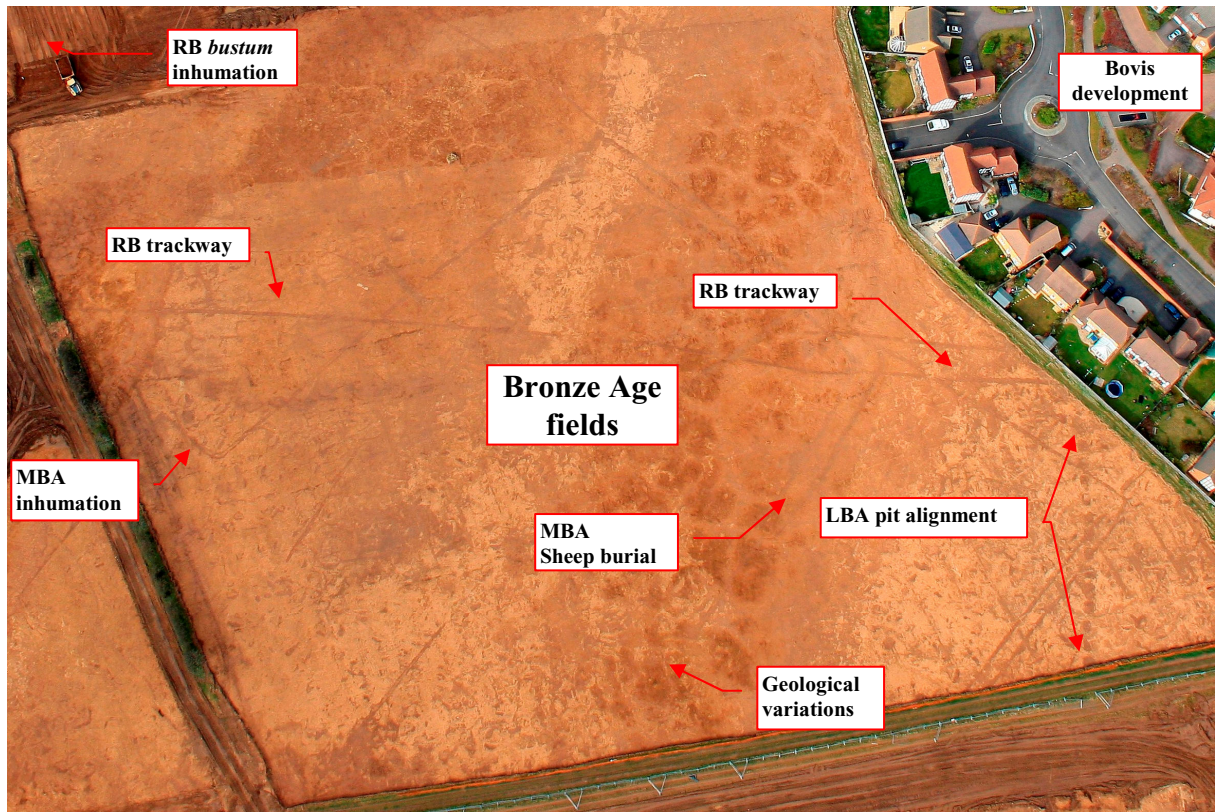 RB bustum
inhumation
Bovis
development
RB trackway
RB trackway
Bronze Age
fields
MBA
inhumation
MBA
Sheep burial
LBA pit alignment
Geological
variations